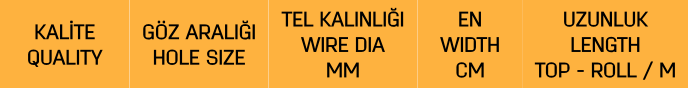 KALİTE
QUALITY
GÖZ ARALIĞI
HOLE SIZE
TEL KALINLIĞI
WIRE DIA
MM
EN
WIDTH
CM
UZUNLUK
LENGTH
TOP - ROLL / M